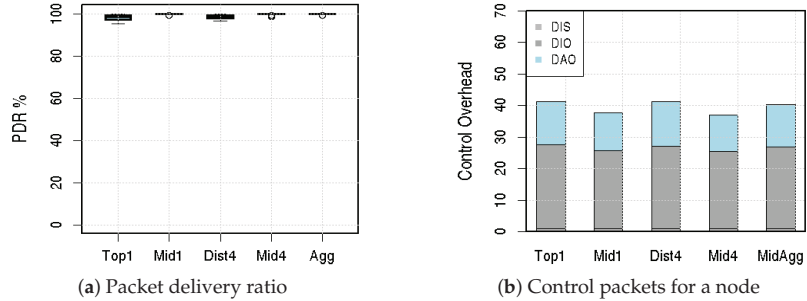 PDR %
0
20
40
60
80
100
Top1 Mid1 Dist4 Mid4 Agg
(a) Packet delivery ratio
Control Overhead
0
10
20
30
40
50
60
70
DIS
DIO
DAO
Top1 Mid1 Dist4 Mid4 MidAgg
(b) Control packets for a node